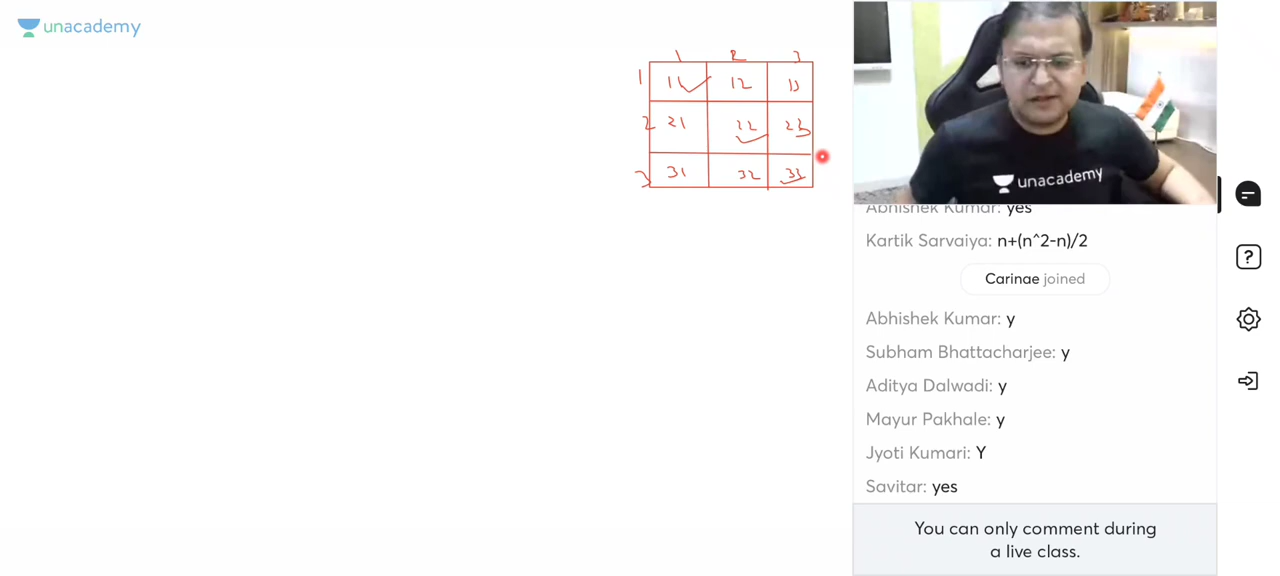 unacademy
1 2 3
1 11 12 13
2 21 22 23
3 31 32 33
unacademy
Abhishek Kumar: yes
Kartik Sarvaiya: n+(n^2-n)/2
Carinae joined
Abhishek Kumar: y
Subham Bhattacharjee: y
Aditya Dalwadi: y
Mayur Pakhale: y
Jyoti Kumari: Y
Savitar: yes
You can only comment during
a live class.